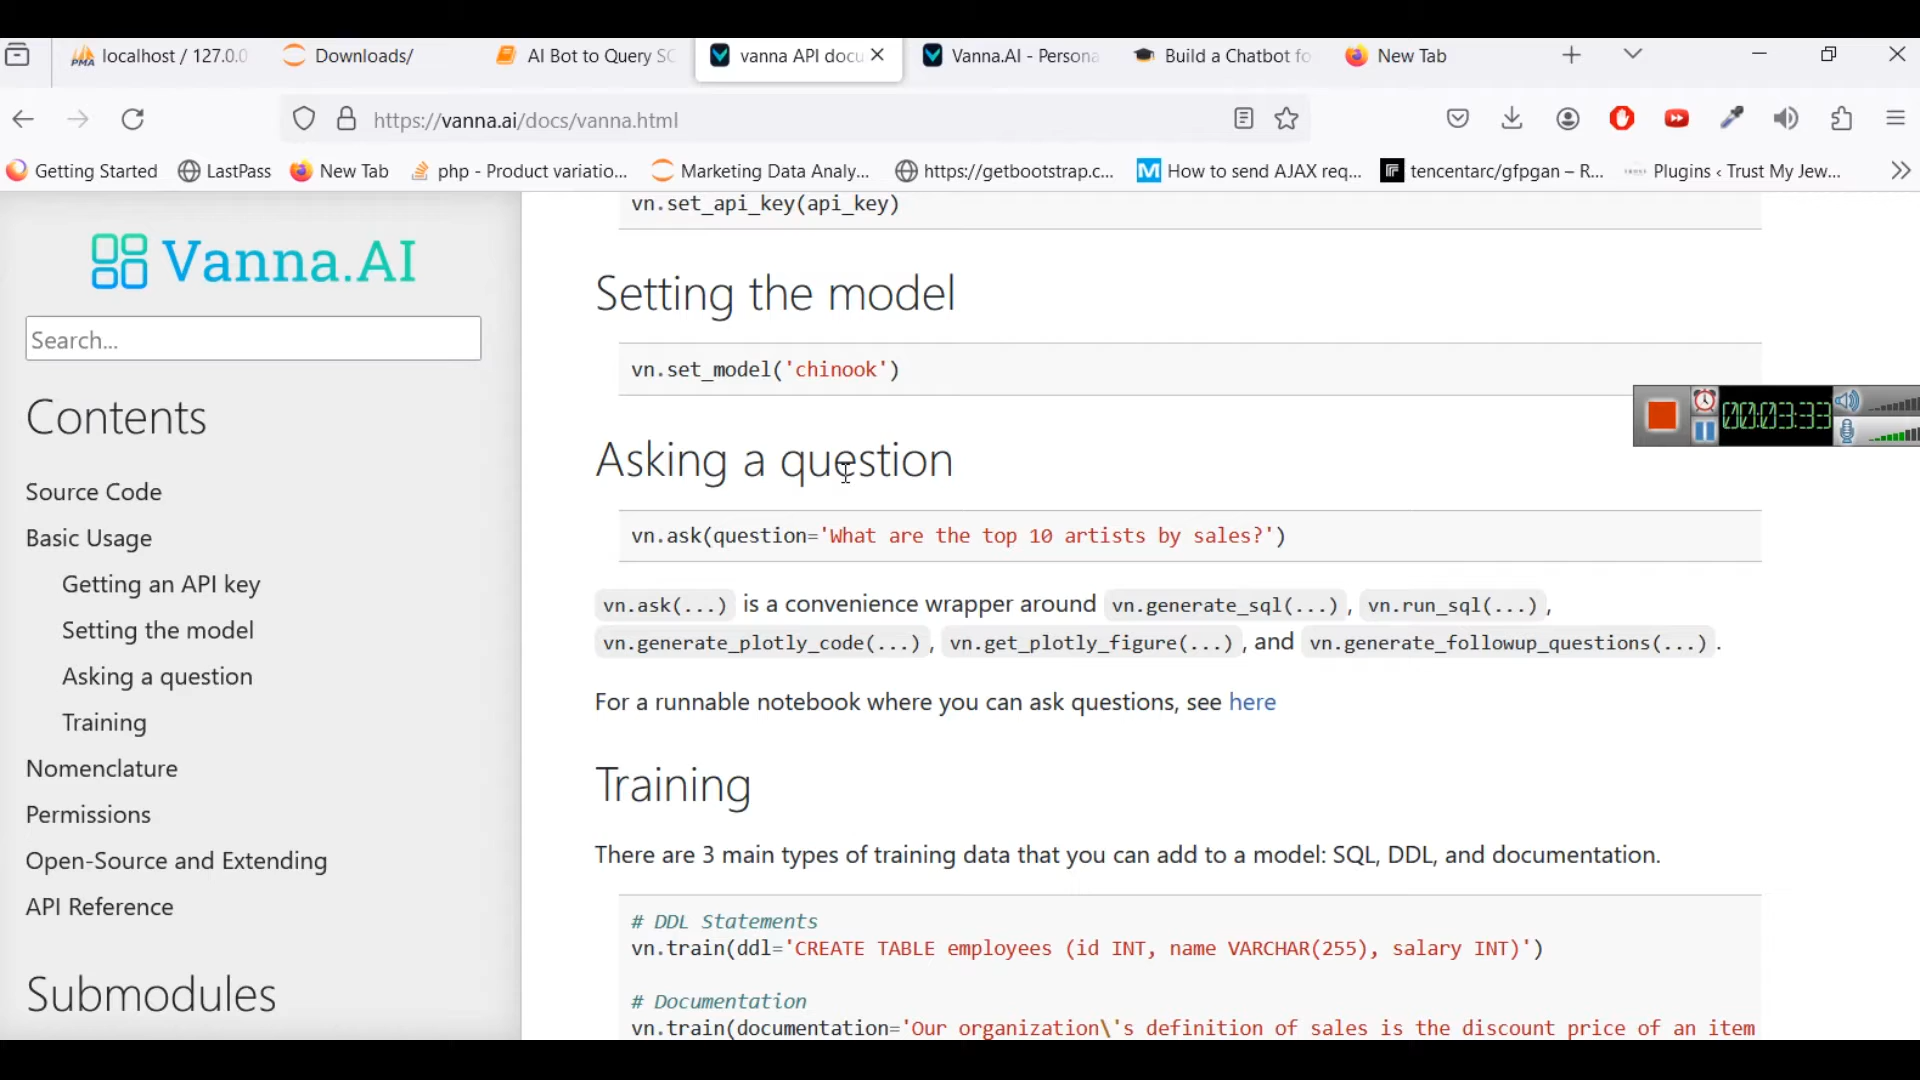 PMA localhost / 127.0.0
Downloads/
AI Bot to Query SC
vanna API docu
Vanna.AI - Persona
Build a Chatbot fo
New Tab
https://vanna.ai/docs/vanna.html
Getting Started
LastPass
New Tab
php - Product variatio...
Marketing Data Analy...
https://getbootstrap.c...
M How to send AJAX req...
tencentarc/gfpgan – R...
Plugins ‹ Trust My Jew...
Vanna.AI
Search...
Contents
Source Code
Basic Usage
Getting an API key
Setting the model
Asking a question
Training
Nomenclature
Permissions
Open-Source and Extending
API Reference
Submodules
vn.set_api_key(api_key)
Setting the model
vn.set_model('chinook')
Asking a question
vn.ask(question='What are the top 10 artists by sales?')
vn.ask(...) is a convenience wrapper around vn.generate_sql(...), vn.run_sql(...),
vn.generate_plotly_code(...), vn.get_plotly_figure(...), and vn.generate_followup_questions(...).
For a runnable notebook where you can ask questions, see here
Training
There are 3 main types of training data that you can add to a model: SQL, DDL, and documentation.
# DDL Statements
vn.train(ddl='CREATE TABLE employees (id INT, name VARCHAR(255), salary INT)')
# Documentation
vn.train(documentation='Our organization\'s definition of sales is the discount price of an item
00:03:33